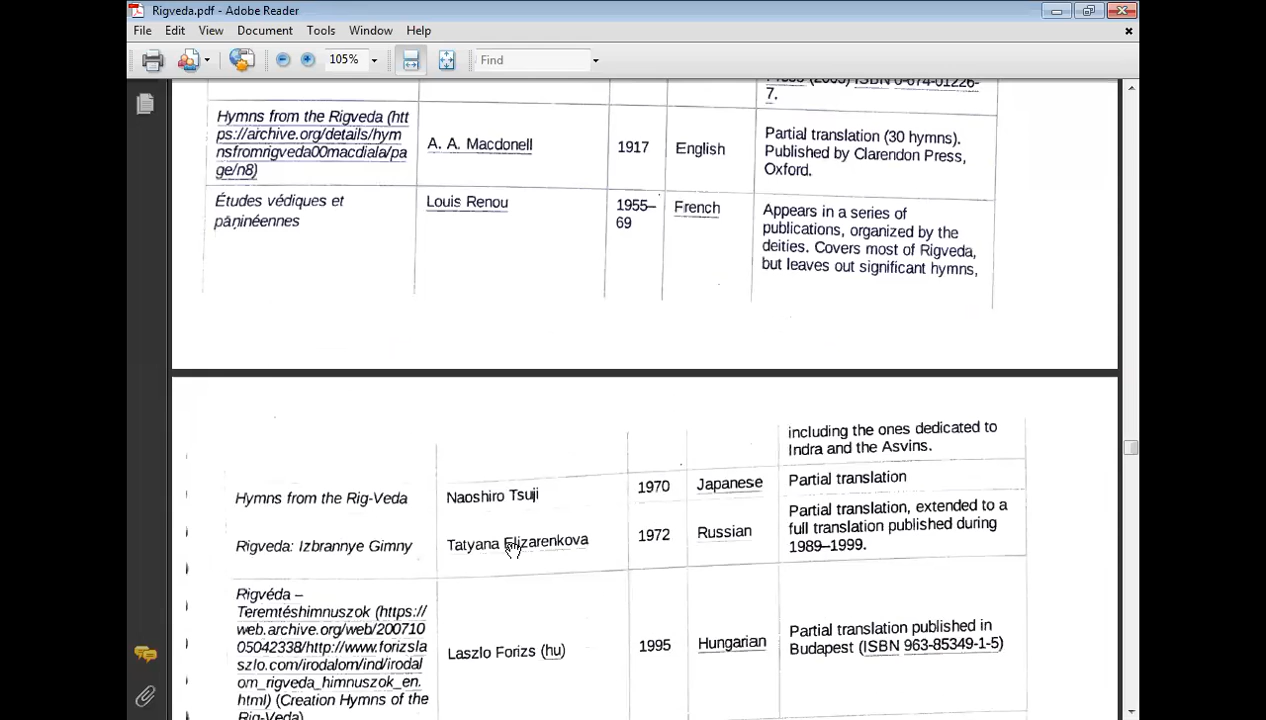 Rigveda.pdf - Adobe Reader
File Edit View Document Tools Window Help
105% Find
7.
Hymns from the Rigveda (htt
ps://archive.org/details/hym
nsfromrigveda00macdiala/pa
ge/n8)
A. A. Macdonell
1917
English
Partial translation (30 hymns).
Published by Clarendon Press,
Oxford.
Études védiques et
pāṇinéennes
Louis Renou
1955–
69
French
Appears in a series of
publications, organized by the
deities. Covers most of Rigveda,
but leaves out significant hymns,
including the ones dedicated to
Indra and the Asvins.
Hymns from the Rig-Veda
Naoshiro Tsuji
1970
Japanese
Partial translation
Rigveda: Izbrannye Gimny
Tatyana Elizarenkova
1972
Russian
Partial translation, extended to a
full translation published during
1989–1999.
Rigvéda –
Teremtéshimnuszok (https://
web.archive.org/web/200710
05042338/http://www.forizsla
szlo.com/irodalom/ind/irodal
om_rigveda_himnuszok_en.
html) (Creation Hymns of the
Rig-Veda)
Laszlo Forizs (hu)
1995
Hungarian
Partial translation published in
Budapest (ISBN 963-85349-1-5)